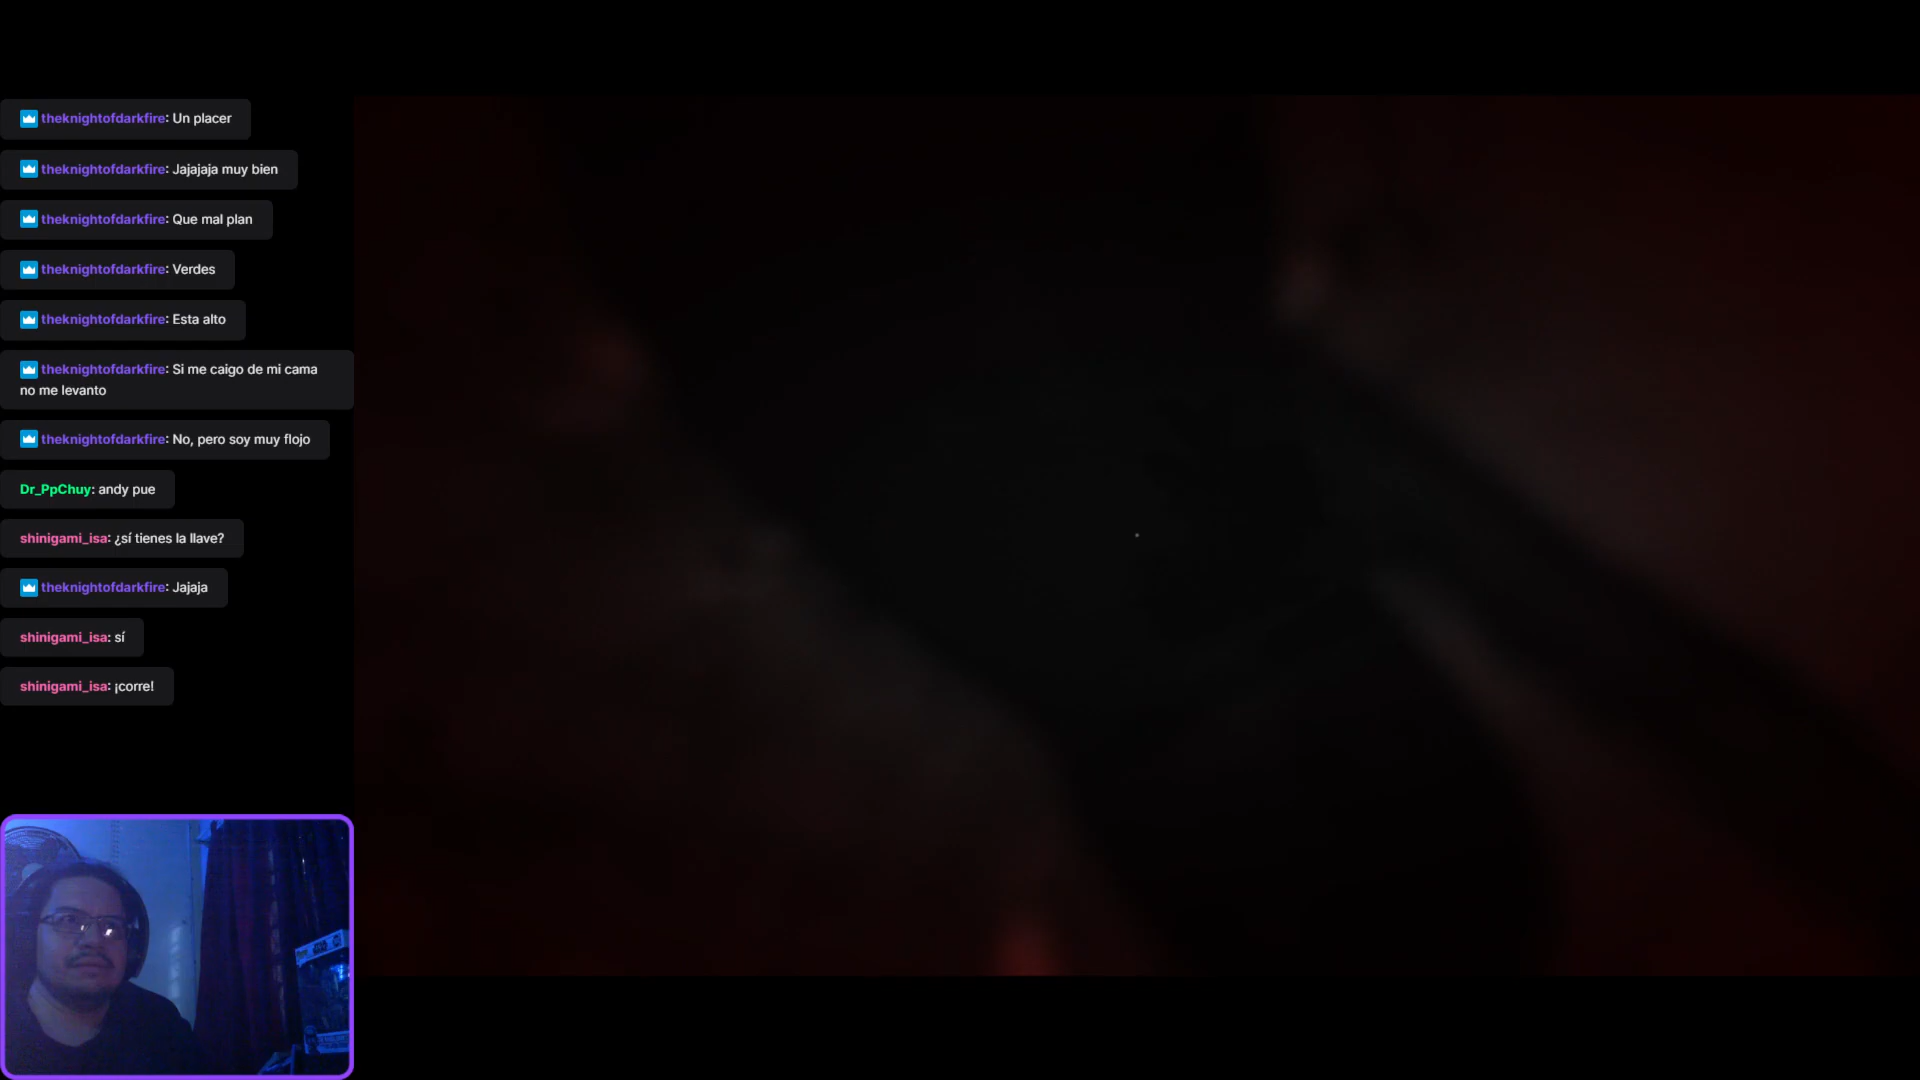 theknightofdarkfire: Un placer
theknightofdarkfire: Jajajaja muy bien
theknightofdarkfire: Que mal plan
theknightofdarkfire: Verdes
theknightofdarkfire: Esta alto
theknightofdarkfire: Si me caigo de mi cama
no me levanto
theknightofdarkfire: No, pero soy muy flojo
Dr_PpChuy: andy pue
shinigami_isa: ¿sí tienes la llave?
theknightofdarkfire: Jajaja
shinigami_isa: sí
shinigami_isa: ¡corre!